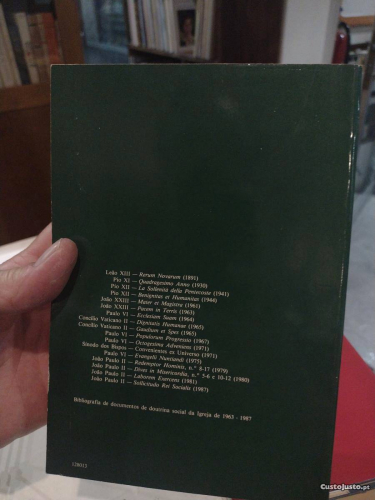 Leão XIII — Rerum Novarum (1891)
Pio XI — Quadragesimo Anno (1930)
Pio XII — La Solennità della Pentecoste (1941)
Pio XII — Benignitas et Humanitas (1944)
João XXIII — Mater et Magistra (1961)
João XXIII — Pacem in Terris (1963)
Paulo VI — Ecclesiam Suam (1964)
Concílio Vaticano II — Dignitatis Humanae (1965)
Concílio Vaticano II — Gaudium et Spes (1965)
Paulo VI — Populorum Progressio (1967)
Paulo VI — Octogesima Adveniens (1971)
Sínodo dos Bispos — Convenientes ex Universo (1971)
Paulo VI — Evangelii Nuntiandi (1975)
João Paulo II — Redemptor Hominis, n.º 8-17 (1979)
João Paulo II — Dives in Misericordia, n.º 5-6 e 10-12 (1980)
João Paulo II — Laborem Exercens (1981)
João Paulo II — Sollicitudo Rei Socialis (1987)
Bibliografia de documentos de doutrina social da Igreja de 1963 - 1987
128015
CustoJusto.pt